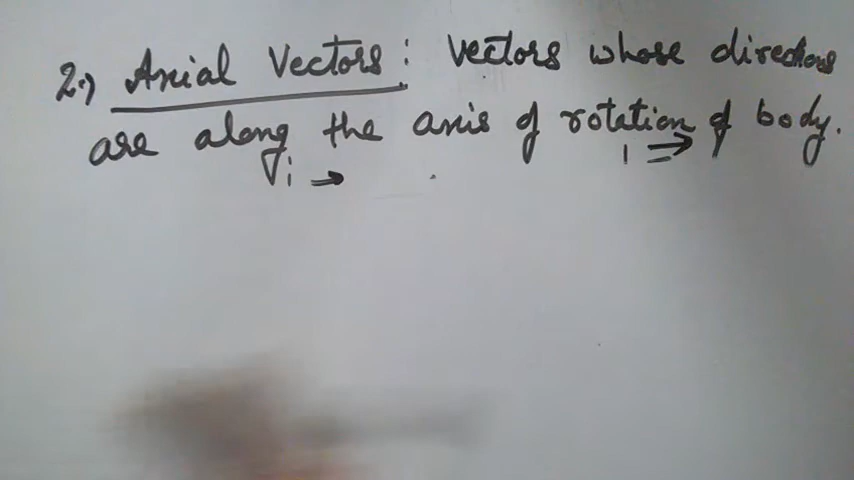 2.) Axial Vectors: Vectors whose directions
are along the axis of rotation of body.